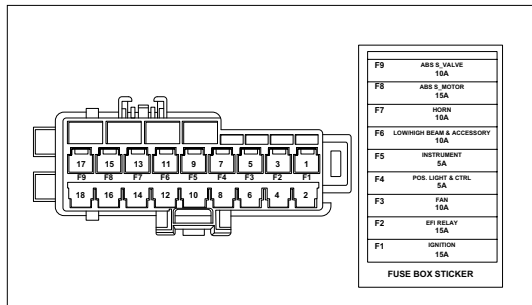 17 15 13 11 9 7 5 3 1
F9 F8 F7 F6 F5 F4 F3 F2 F1
18 16 14 12 10 8 6 4 2
F9 ABS S_VALVE
10A
F8 ABS S_MOTOR
15A
F7 HORN
10A
F6 LOW/HIGH BEAM & ACCESSORY
10A
F5 INSTRUMENT
5A
F4 POS. LIGHT & CTRL
5A
F3 FAN
10A
F2 EFI RELAY
15A
F1 IGNITION
15A
FUSE BOX STICKER